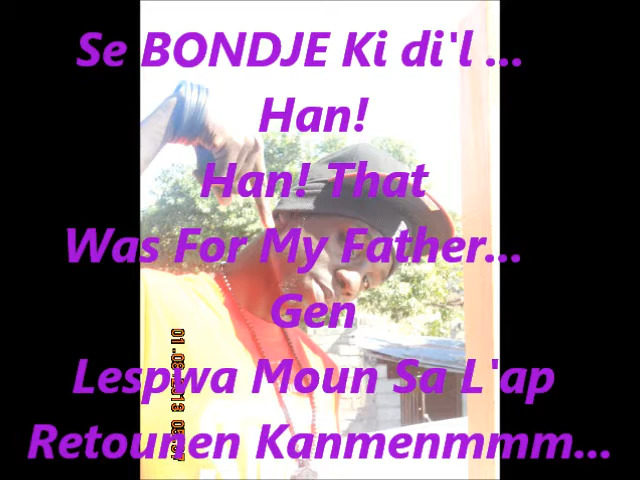 Se BONDJE Ki di'l ...
Han!
Han! That
Was For My Father...
Gen
Lespwa Moun Sa L'ap
Retounen Kanmenmmm...